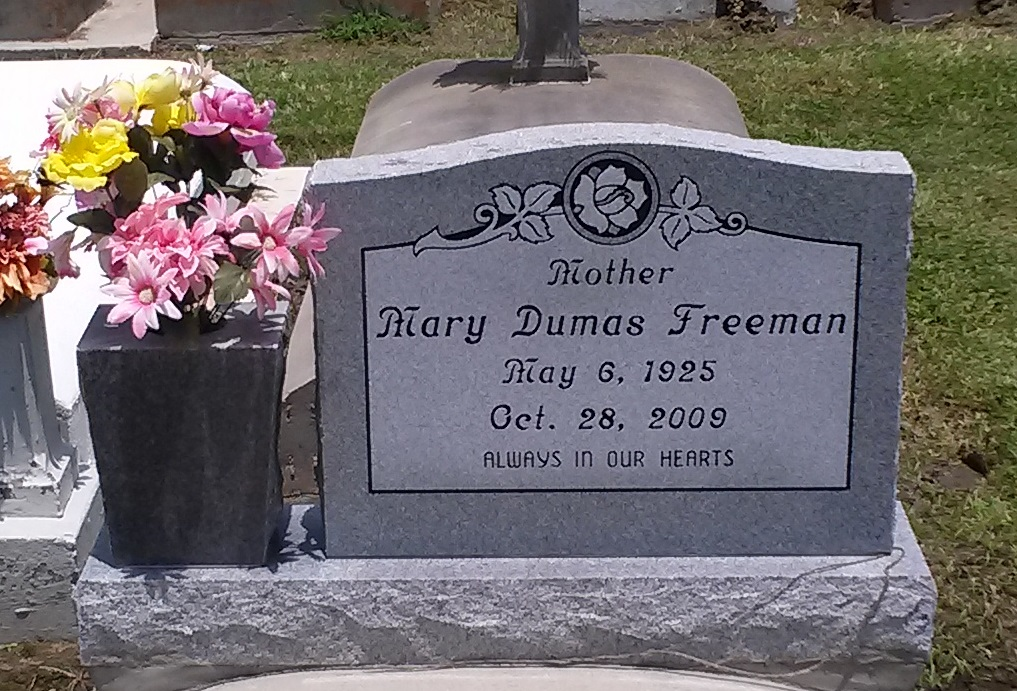 Mother
Mary Dumas Freeman
May 6, 1925
Oct. 28, 2009
ALWAYS IN OUR HEARTS